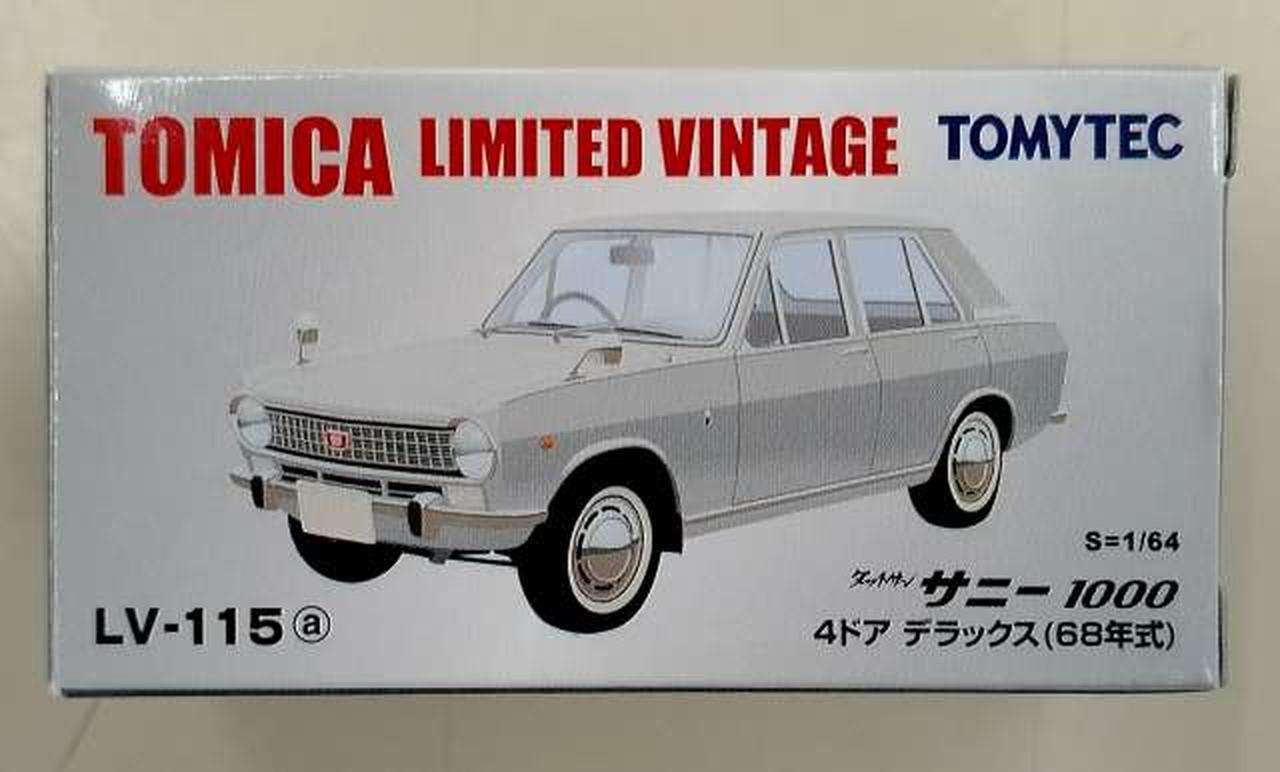 TOMICA LIMITED VINTAGE TOMYTEC
S=1/64
ダットサン サニー 1000
LV-115ⓐ
4ドア デラックス(68年式)